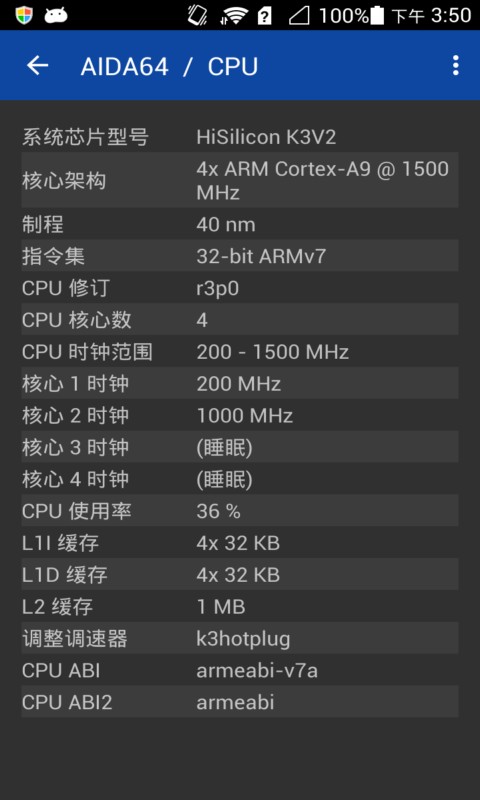 100% 下午 3:50
AIDA64 / CPU
系统芯片型号 HiSilicon K3V2
核心架构 4x ARM Cortex-A9 @ 1500
MHz
制程 40 nm
指令集 32-bit ARMv7
CPU 修订 r3p0
CPU 核心数 4
CPU 时钟范围 200 - 1500 MHz
核心 1 时钟 200 MHz
核心 2 时钟 1000 MHz
核心 3 时钟 (睡眠)
核心 4 时钟 (睡眠)
CPU 使用率 36 %
L1I 缓存 4x 32 KB
L1D 缓存 4x 32 KB
L2 缓存 1 MB
调整调速器 k3hotplug
CPU ABI armeabi-v7a
CPU ABI2 armeabi